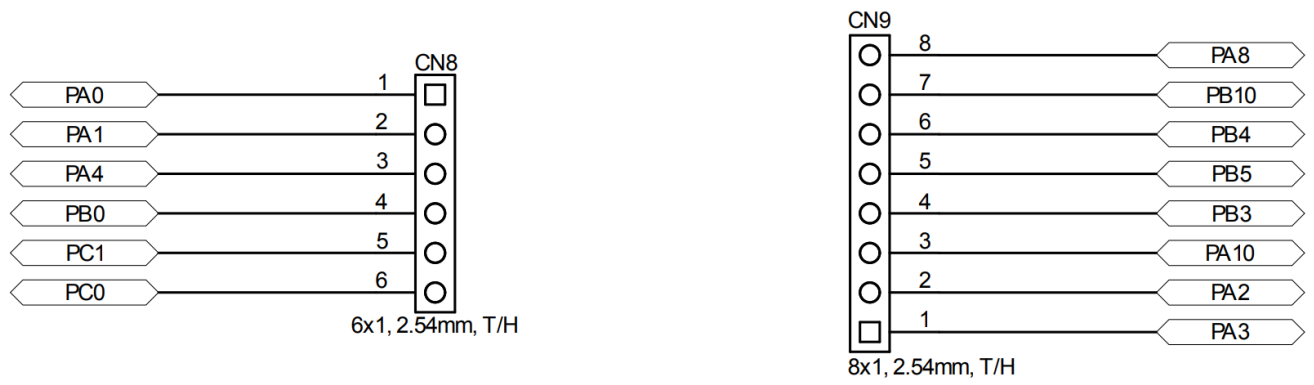 CN8
PA0 1
PA1 2
PA4 3
PB0 4
PC1 5
PC0 6
6x1, 2.54mm, T/H
CN9
8 PA8
7 PB10
6 PB4
5 PB5
4 PB3
3 PA10
2 PA2
1 PA3
8x1, 2.54mm, T/H